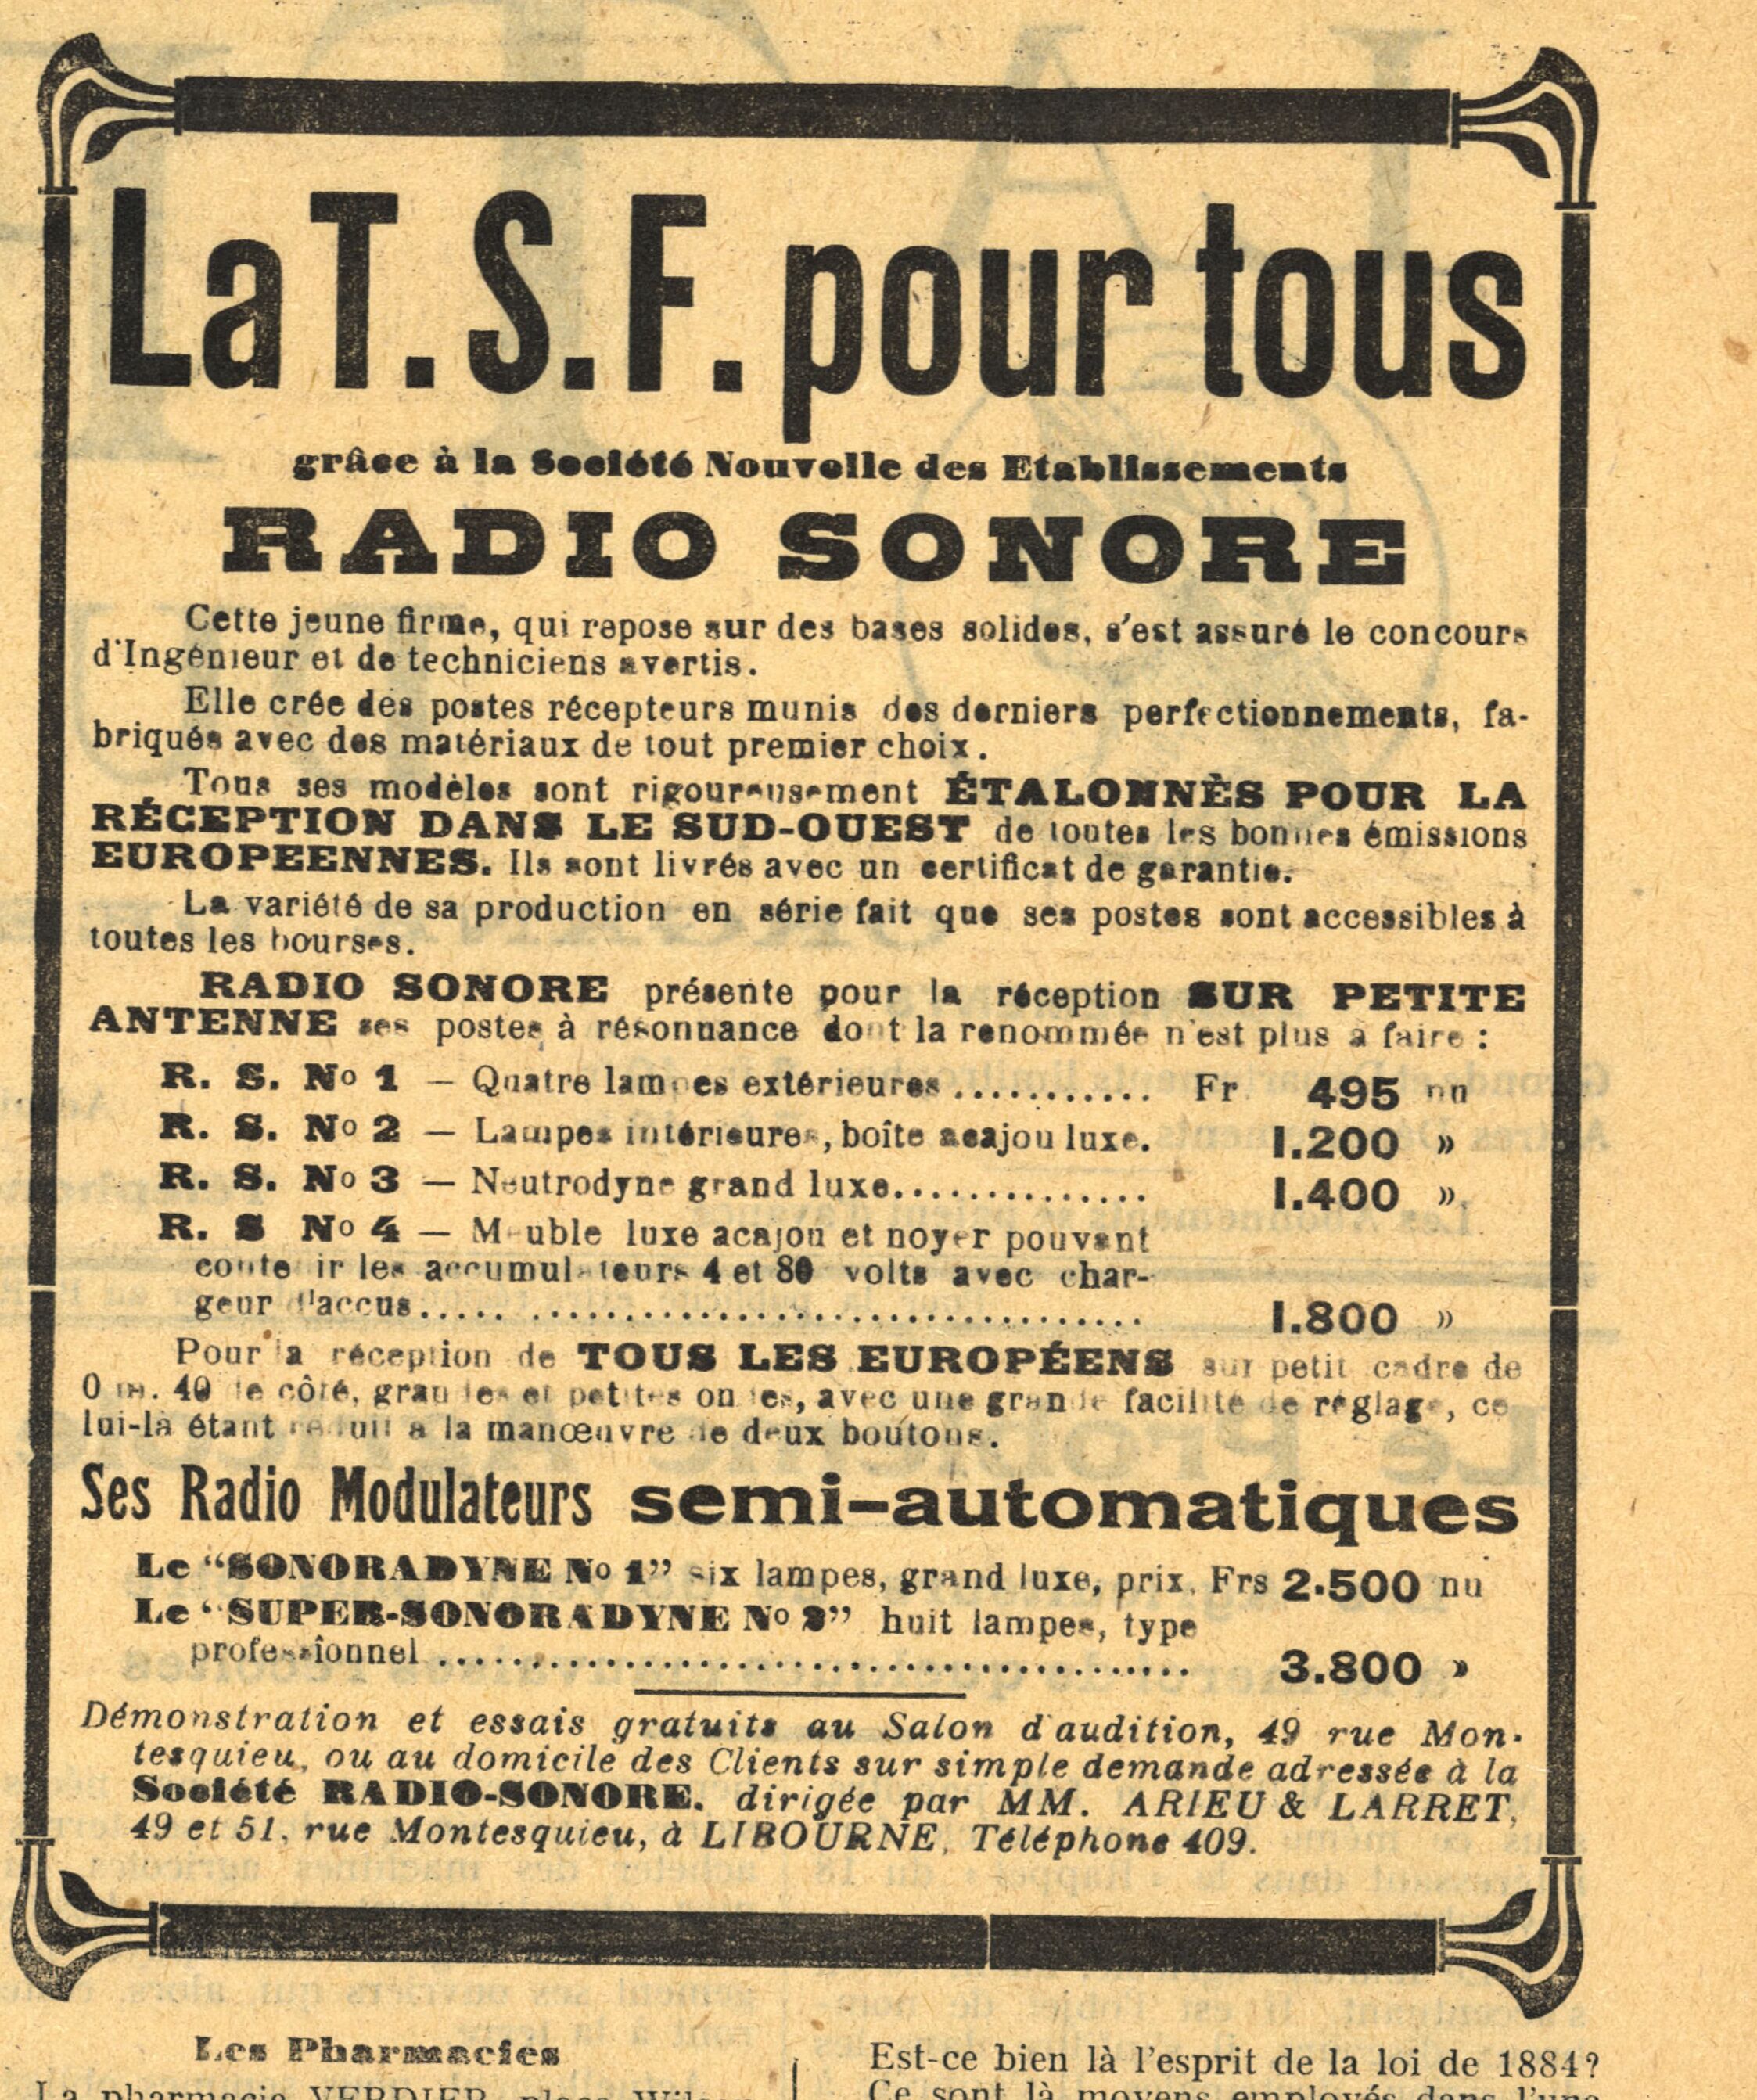 La T. S. F. pour tous
grâce à la Société Nouvelle des Etablissements
RADIO SONORE
Cette jeune firme, qui repose sur des bases solides, s'est assuré le concours
d'Ingénieur et de techniciens avertis.
Elle crée des postes récepteurs munis des derniers perfectionnements, fa-
briqués avec des matériaux de tout premier choix.
Tous ses modèles sont rigoureusement ÉTALONNÈS POUR LA
RÉCEPTION DANS LE SUD-OUEST de toutes les bonnes émissions
EUROPEENNES. Ils sont livrés avec un certificat de garantie.
La variété de sa production en série fait que ses postes sont accessibles à
toutes les bourses.
RADIO SONORE présente pour la réception SUR PETITE
ANTENNE ses postes à résonnance dont la renommée n'est plus à faire :
R. S. No 1 — Quatre lampes extérieures ........... Fr. 495 nu
R. S. No 2 — Lampes intérieures, boîte acajou luxe. 1.200 »
R. S. No 3 — Neutrodyne grand luxe.............. 1.400 »
R. S No 4 — Meuble luxe acajou et noyer pouvant
contenir les accumulateurs 4 et 80 volts avec char-
geur d'accus..... .................................. 1.800 »
Pour la réception de TOUS LES EUROPÉENS sur petit cadre de
0 m. 40 de côté, grandes et petites ondes, avec une grande facilité de réglage, ce
lui-là étant réduit a la manœuvre de deux boutons.
Ses Radio Modulateurs semi-automatiques
Le “SONORADYNE No 1” six lampes, grand luxe, prix. Frs 2.500 nu
Le “SUPER-SONORADYNE No 2” huit lampes, type
professionnel .......................................... 3.800 »
Démonstration et essais gratuits au Salon d'audition, 49 rue Mon-
tesquieu, ou au domicile des Clients sur simple demande adressée à la
Société RADIO-SONORE. dirigée par MM. ARIEU & LARRET,
49 et 51, rue Montesquieu, à LIBOURNE, Téléphone 409.
Les Pharmacies
La pharmacie VERDIER, place
Est-ce bien là l'esprit de la loi de 1884?
Ce sont là moyens employés dans l'une